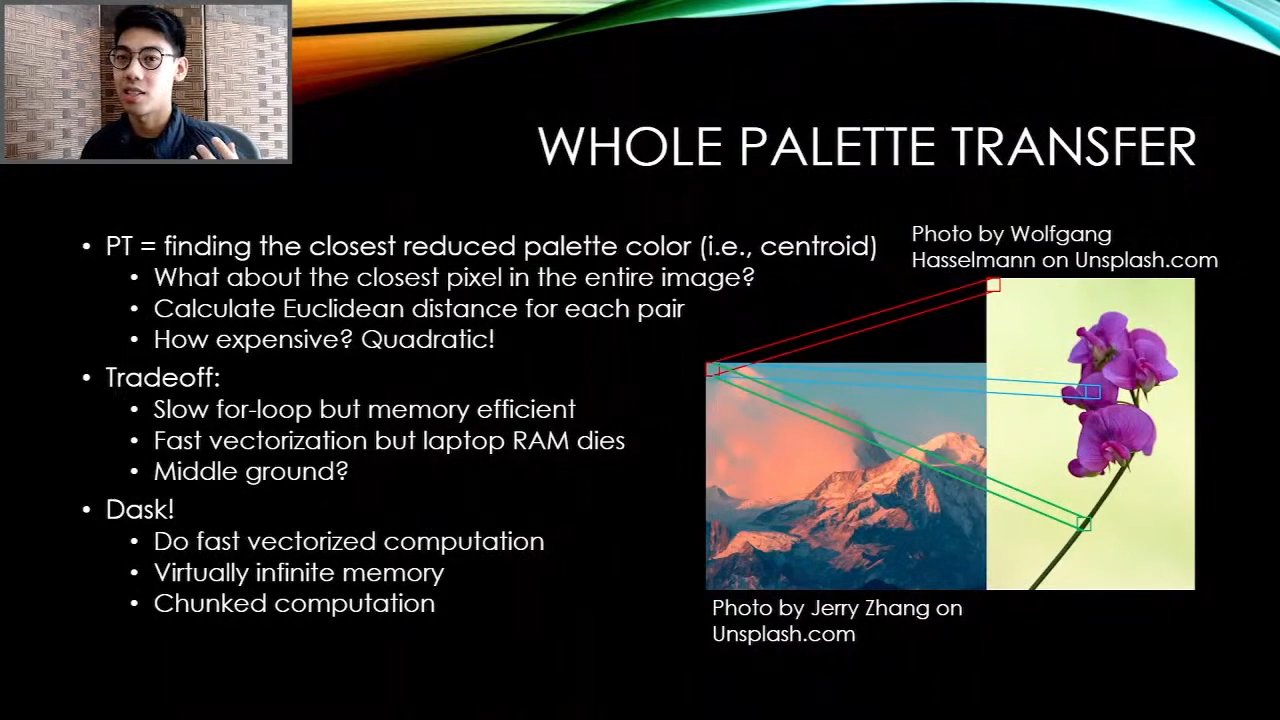 WHOLE PALETTE TRANSFER
• PT = finding the closest reduced palette color (i.e., centroid)
• What about the closest pixel in the entire image?
• Calculate Euclidean distance for each pair
• How expensive? Quadratic!
• Tradeoff:
• Slow for-loop but memory efficient
• Fast vectorization but laptop RAM dies
• Middle ground?
• Dask!
• Do fast vectorized computation
• Virtually infinite memory
• Chunked computation
Photo by Wolfgang
Hasselmann on Unsplash.com
Photo by Jerry Zhang on
Unsplash.com